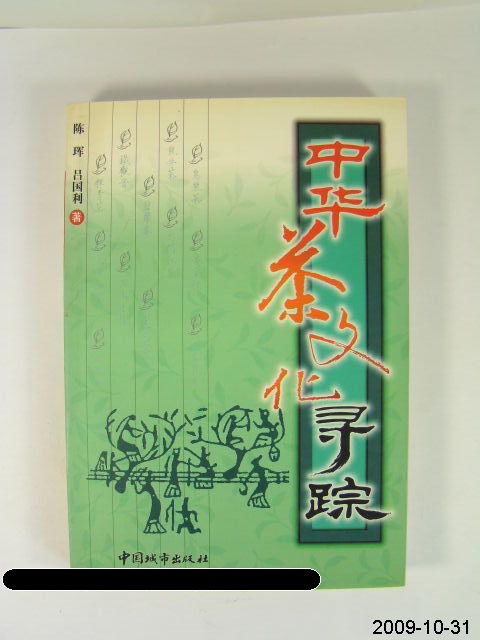 陈 珲 吕国利 著
中华茶文化寻踪
中国城市出版社
2009-10-31